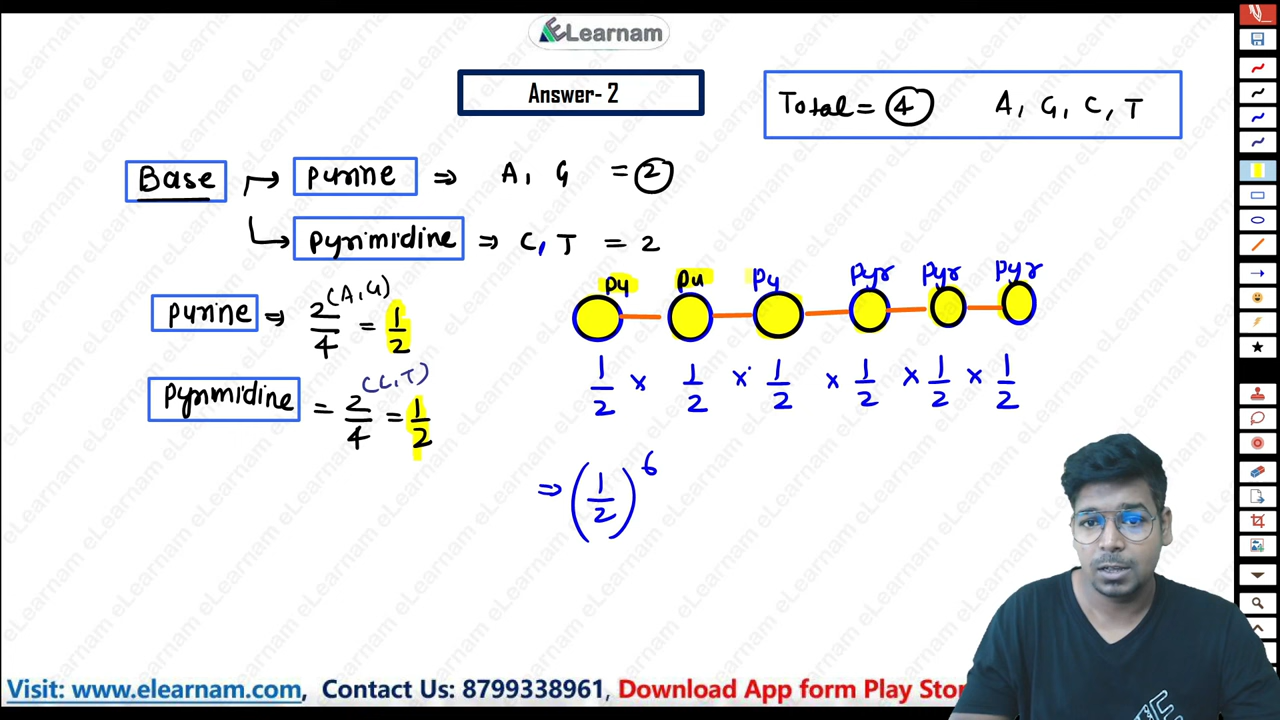 eLearnam
Answer- 2
Total = 4 A, G, C, T
Base → purine ⇒ A, G = 2
→ pyrimidine ⇒ C, T = 2
pu pu pu pyr pyr pyr
purine ⇒ 2 (A, G) / 4 = 1/2
1/2 × 1/2 × 1/2 × 1/2 × 1/2 × 1/2
pyrimidine = 2 (C, T) / 4 = 1/2
⇒ (1/2)^6
Visit: www.elearnam.com, Contact Us: 8799338961, Download App form Play Stor